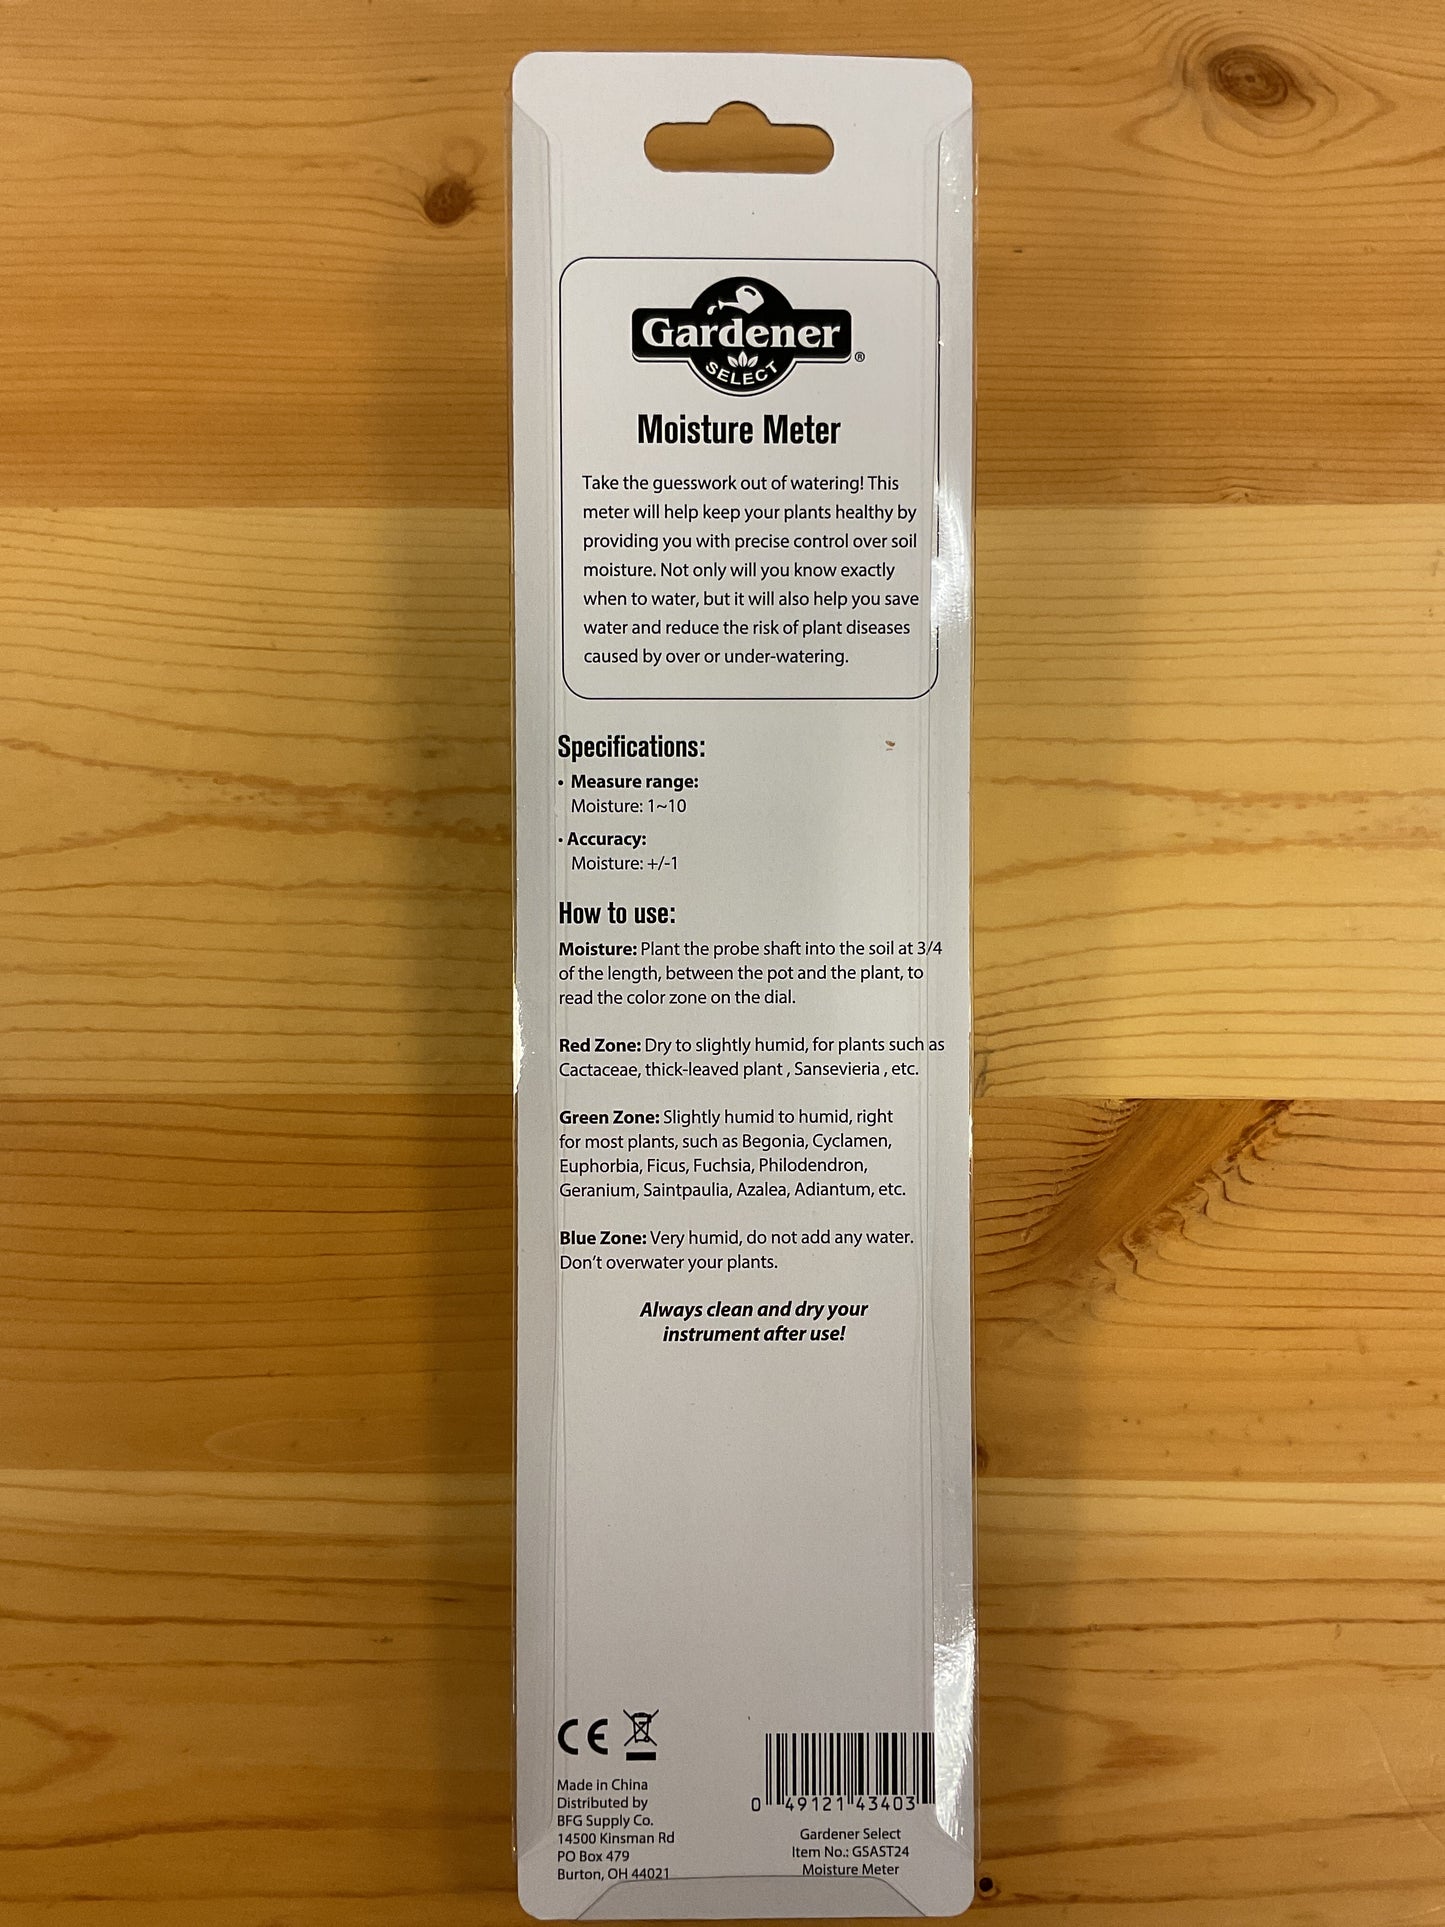 Gardener
SELECT
®
Moisture Meter
Take the guesswork out of watering! This
meter will help keep your plants healthy by
providing you with precise control over soil
moisture. Not only will you know exactly
when to water, but it will also help you save
water and reduce the risk of plant diseases
caused by over or under-watering.
Specifications:
• Measure range:
Moisture: 1~10
• Accuracy:
Moisture: +/-1
How to use:
Moisture: Plant the probe shaft into the soil at 3/4
of the length, between the pot and the plant, to
read the color zone on the dial.
Red Zone: Dry to slightly humid, for plants such as
Cactaceae, thick-leaved plant , Sansevieria , etc.
Green Zone: Slightly humid to humid, right
for most plants, such as Begonia, Cyclamen,
Euphorbia, Ficus, Fuchsia, Philodendron,
Geranium, Saintpaulia, Azalea, Adiantum, etc.
Blue Zone: Very humid, do not add any water.
Don't overwater your plants.
Always clean and dry your
instrument after use!
CE
Made in China
Distributed by
BFG Supply Co.
14500 Kinsman Rd
PO Box 479
Burton, OH 44021
0 49121 43403
Gardener Select
Item No.: GSAST24
Moisture Meter